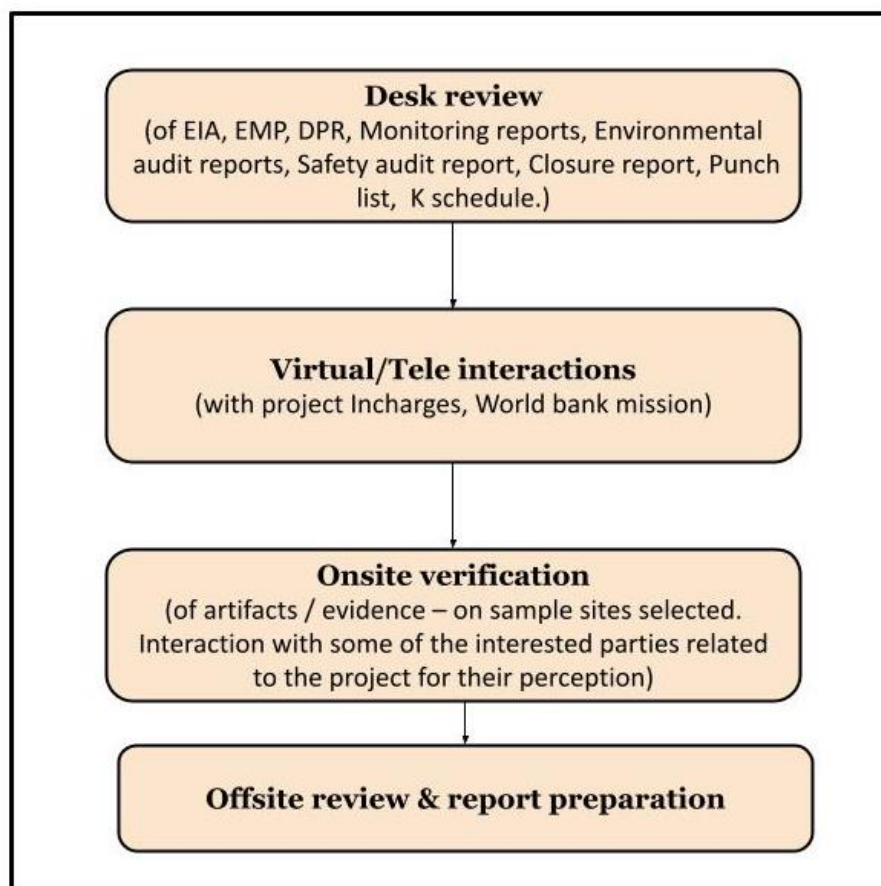 Desk review
(of EIA, EMP, DPR, Monitoring reports, Environmental
audit reports, Safety audit report, Closure report, Punch
list, K schedule.)
Virtual/Tele interactions
(with project Incharges, World bank mission)
Onsite verification
(of artifacts / evidence – on sample sites selected.
Interaction with some of the interested parties related
to the project for their perception)
Offsite review & report preparation